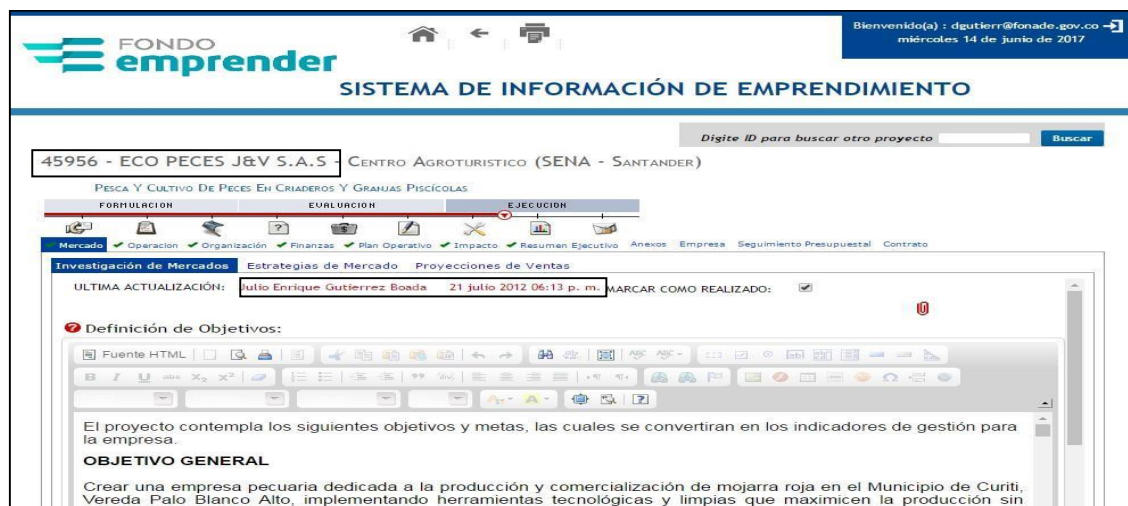 Bienvenido(a) : dgutierr@fonade.gov.co
miércoles 14 de junio de 2017
FONDO
emprender
SISTEMA DE INFORMACIÓN DE EMPRENDIMIENTO
Digite ID para buscar otro proyecto Buscar
45956 - ECO PECES J&V S.A.S - CENTRO AGROTURISTICO (SENA - SANTANDER)
PESCA Y CULTIVO DE PECES EN CRIADEROS Y GRANJAS PISCÍCOLAS
FORMULACION EVALUACION EJECUCION
Mercado Operacion Organización Finanzas Plan Operativo Impacto Resumen Ejecutivo Anexos Empresa Seguimiento Presupuestal Contrato
Investigación de Mercados Estrategias de Mercado Proyecciones de Ventas
ULTIMA ACTUALIZACIÓN: Julio Enrique Gutierrez Boada 21 julio 2012 06:13 p. m. MARCAR COMO REALIZADO:
Definición de Objetivos:
Fuente HTML
B I U abc X₂ X²
El proyecto contempla los siguientes objetivos y metas, las cuales se convertiran en los indicadores de gestión para
la empresa.
OBJETIVO GENERAL
Crear una empresa pecuaria dedicada a la producción y comercialización de mojarra roja en el Municipio de Curiti,
Vereda Palo Blanco Alto, implementando herramientas tecnológicas y limpias que maximicen la producción sin